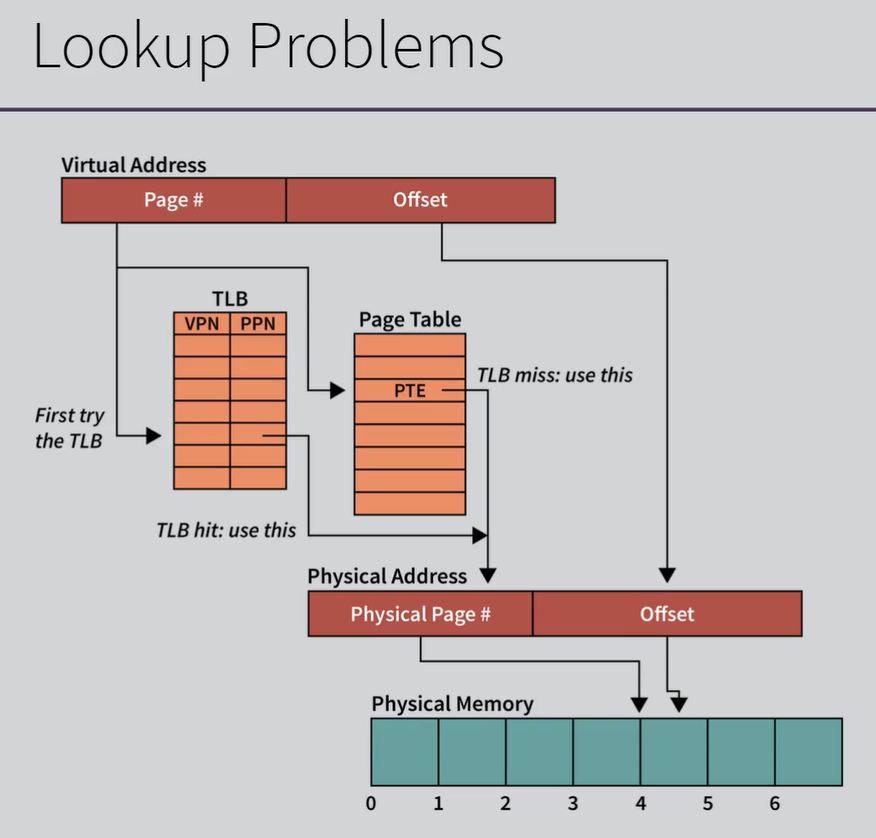 Lookup Problems
Virtual Address
Page #
Offset
TLB
VPN PPN
Page Table
PTE
TLB miss: use this
First try
the TLB
TLB hit: use this
Physical Address
Physical Page #
Offset
Physical Memory
0 1 2 3 4 5 6